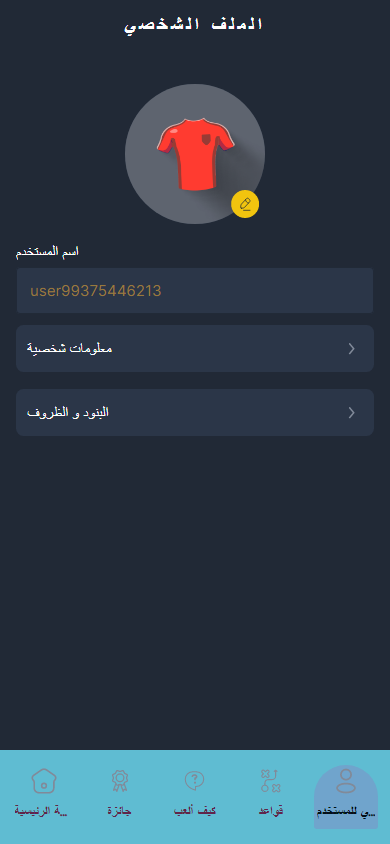 الملف الشخصي
اسم المستخدم
user99375446213
معلومات شخصية
البنود و الظروف
...ة الرئيسية
جائزة
كيف ألعب
قواعد
...ي للمستخدم